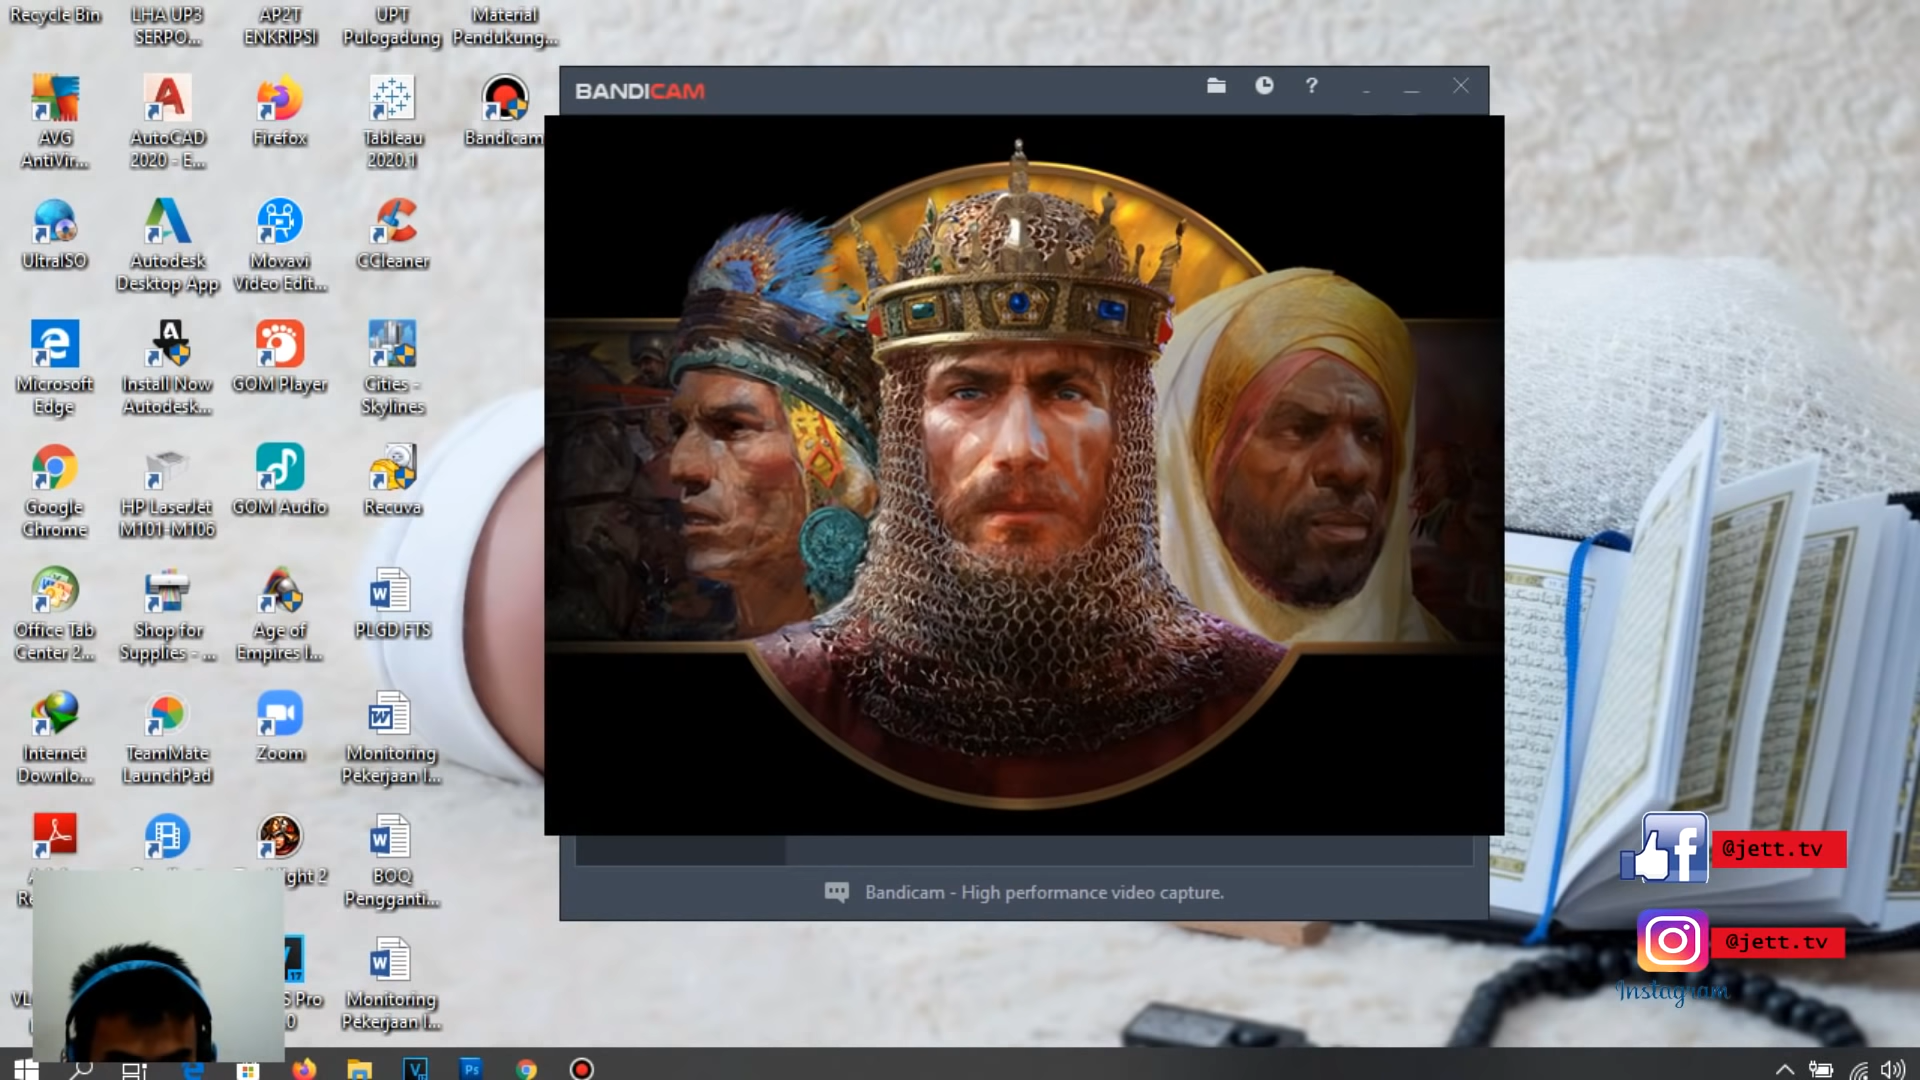 Recycle Bin
LHA UP3
SERPO...
AP2T
ENKRIPSI
UPT
Pulogadung
Material
Pendukung...
AVG
AntiVir...
AutoCAD
2020 - E...
Firefox
Tableau
2020.1
Bandicam
UltraISO
Autodesk
Desktop App
Movavi
Video Edit...
CCleaner
Microsoft
Edge
Install Now
Autodesk...
GOM Player
Cities -
Skylines
Google
Chrome
HP LaserJet
M101-M106
GOM Audio
Recuva
Office Tab
Center 2...
Shop for
Supplies - ...
Age of
Empires I...
PLGD FTS
Internet
Downlo...
TeamMate
LaunchPad
Zoom
Monitoring
Pekerjaan I...
BOQ
Pengganti...
Monitoring
Pekerjaan I...
BANDICAM
?
Bandicam - High performance video capture.
@jett.tv
@jett.tv
Instagram
Ps